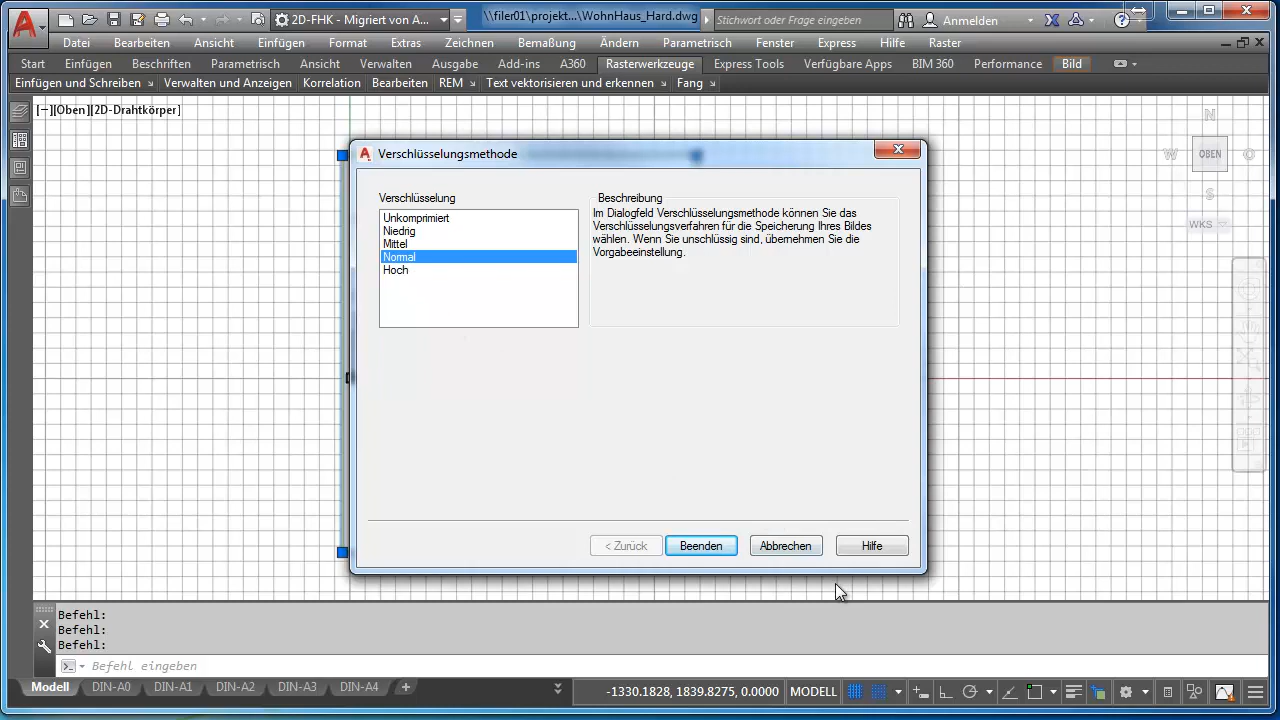 2D-FHK - Migriert von A...
\\filer01\projekt...\WohnHaus_Hard.dwg
Stichwort oder Frage eingeben
Anmelden
Datei Bearbeiten Ansicht Einfügen Format Extras Zeichnen Bemaßung Ändern Parametrisch Fenster Express Hilfe Raster
Start Einfügen Beschriften Parametrisch Ansicht Verwalten Ausgabe Add-ins A360 Rasterwerkzeuge Express Tools Verfügbare Apps BIM 360 Performance Bild
Einfügen und Schreiben Verwalten und Anzeigen Korrelation Bearbeiten REM Text vektorisieren und erkennen Fang
[−][Oben][2D-Drahtkörper]
N
W OBEN O
S
WKS
Verschlüsselungsmethode
Verschlüsselung
Unkomprimiert
Niedrig
Mittel
Normal
Hoch
Beschreibung
Im Dialogfeld Verschlüsselungsmethode können Sie das
Verschlüsselungsverfahren für die Speicherung Ihres Bildes
wählen. Wenn Sie unschlüssig sind, übernehmen Sie die
Vorgabeeinstellung.
< Zurück Beenden Abbrechen Hilfe
Befehl:
Befehl:
Befehl:
Befehl eingeben
Modell DIN-A0 DIN-A1 DIN-A2 DIN-A3 DIN-A4 +
-1330.1828, 1839.8275, 0.0000 MODELL